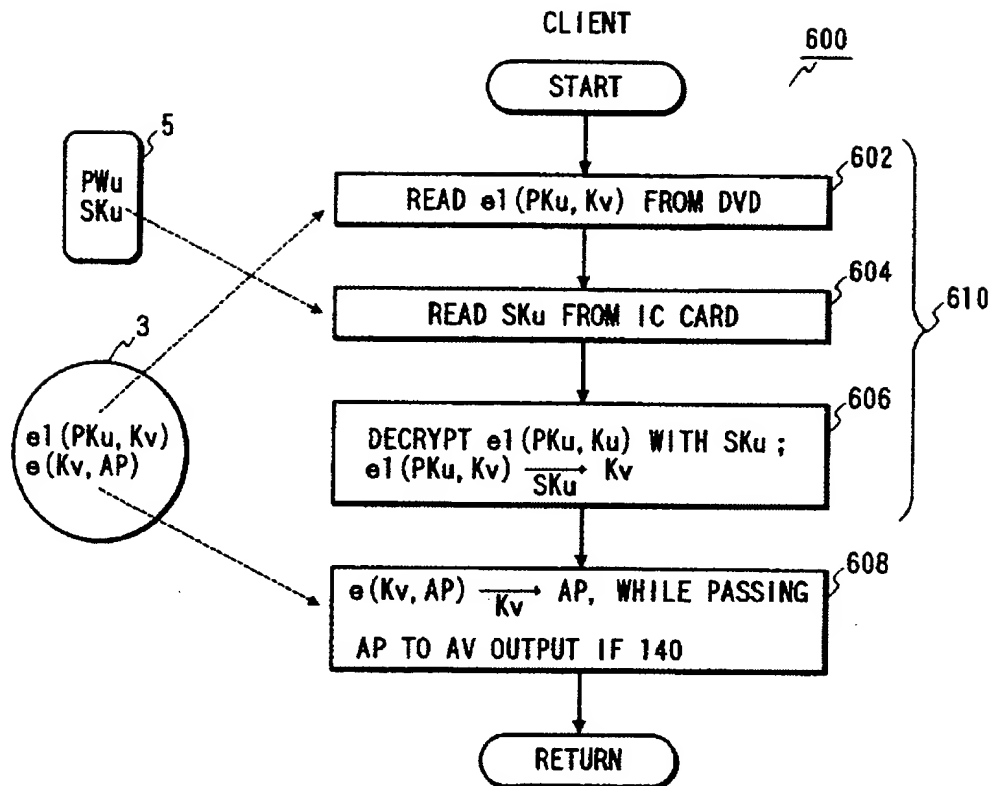 CLIENT
600
START
5
PWu
SKu
602
READ e1(PKu, Kv) FROM DVD
604
READ SKu FROM IC CARD
610
3
e1(PKu, Kv)
e(Kv, AP)
606
DECRYPT e1(PKu, Ku) WITH SKu ;
e1(PKu, Kv) → Kv
SKu
608
e(Kv, AP) → AP, WHILE PASSING
Kv
AP TO AV OUTPUT IF 140
RETURN